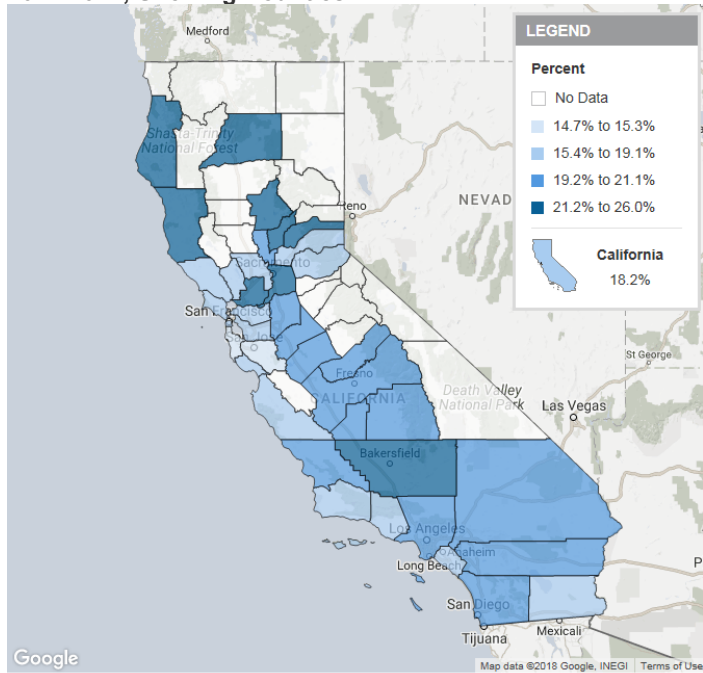 Medford
Shasta-Trinity
National Forest
Reno
NEVAD
Sacramento
San Francisco
San Jose
St George
Fresno
CALIFORNIA
Death Valley
National Park
Las Vegas
Bakersfield
Los Angeles
Anaheim
Long Beach
P
San Diego
Tijuana
Mexicali
LEGEND
Percent
No Data
14.7% to 15.3%
15.4% to 19.1%
19.2% to 21.1%
21.2% to 26.0%
California
18.2%
Google
Map data ©2018 Google, INEGI
Terms of Use